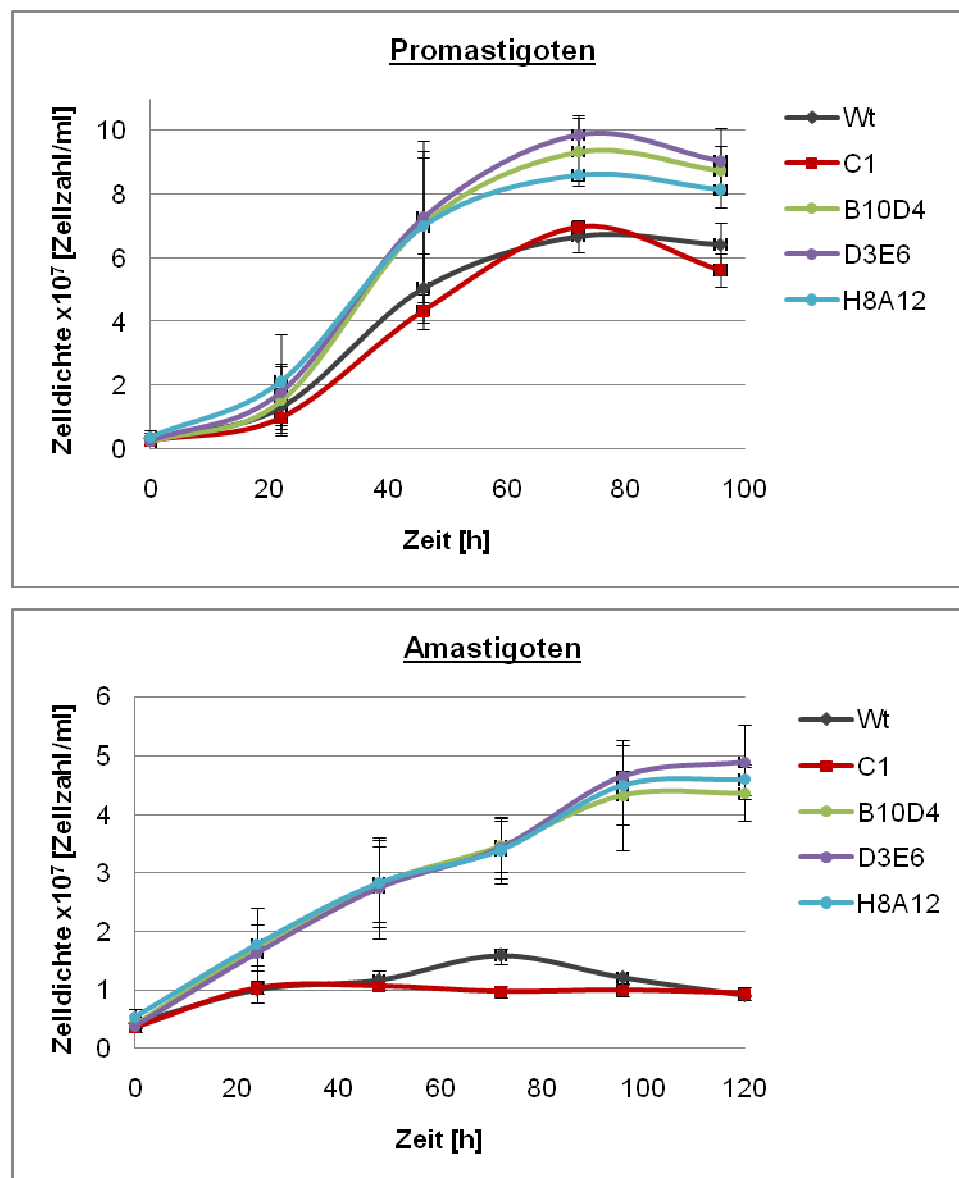 Promastigoten
Zelldichte x10⁷ [Zellzahl/ml]
10
8
6
4
2
0
0 20 40 60 80 100
Zeit [h]
Wt
C1
B10D4
D3E6
H8A12
Amastigoten
Zelldichte x10⁷ [Zellzahl/ml]
6
5
4
3
2
1
0
0 20 40 60 80 100 120
Zeit [h]
Wt
C1
B10D4
D3E6
H8A12